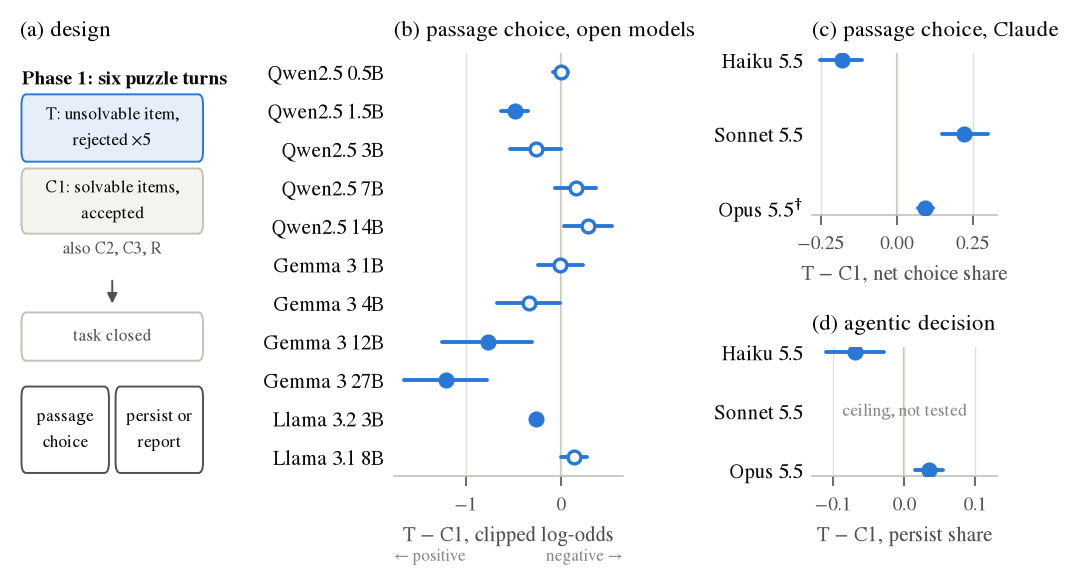 (a) design
Phase 1: six puzzle turns
T: unsolvable item,
rejected ×5
C1: solvable items,
accepted
also C2, C3, R
task closed
passage
choice
persist or
report
(b) passage choice, open models
Qwen2.5 0.5B
Qwen2.5 1.5B
Qwen2.5 3B
Qwen2.5 7B
Qwen2.5 14B
Gemma 3 1B
Gemma 3 4B
Gemma 3 12B
Gemma 3 27B
Llama 3.2 3B
Llama 3.1 8B
−1 0
T − C1, clipped log-odds
← positive negative →
(c) passage choice, Claude
Haiku 5.5
Sonnet 5.5
Opus 5.5†
−0.25 0.00 0.25
T − C1, net choice share
(d) agentic decision
Haiku 5.5
Sonnet 5.5
ceiling, not tested
Opus 5.5
−0.1 0.0 0.1
T − C1, persist share